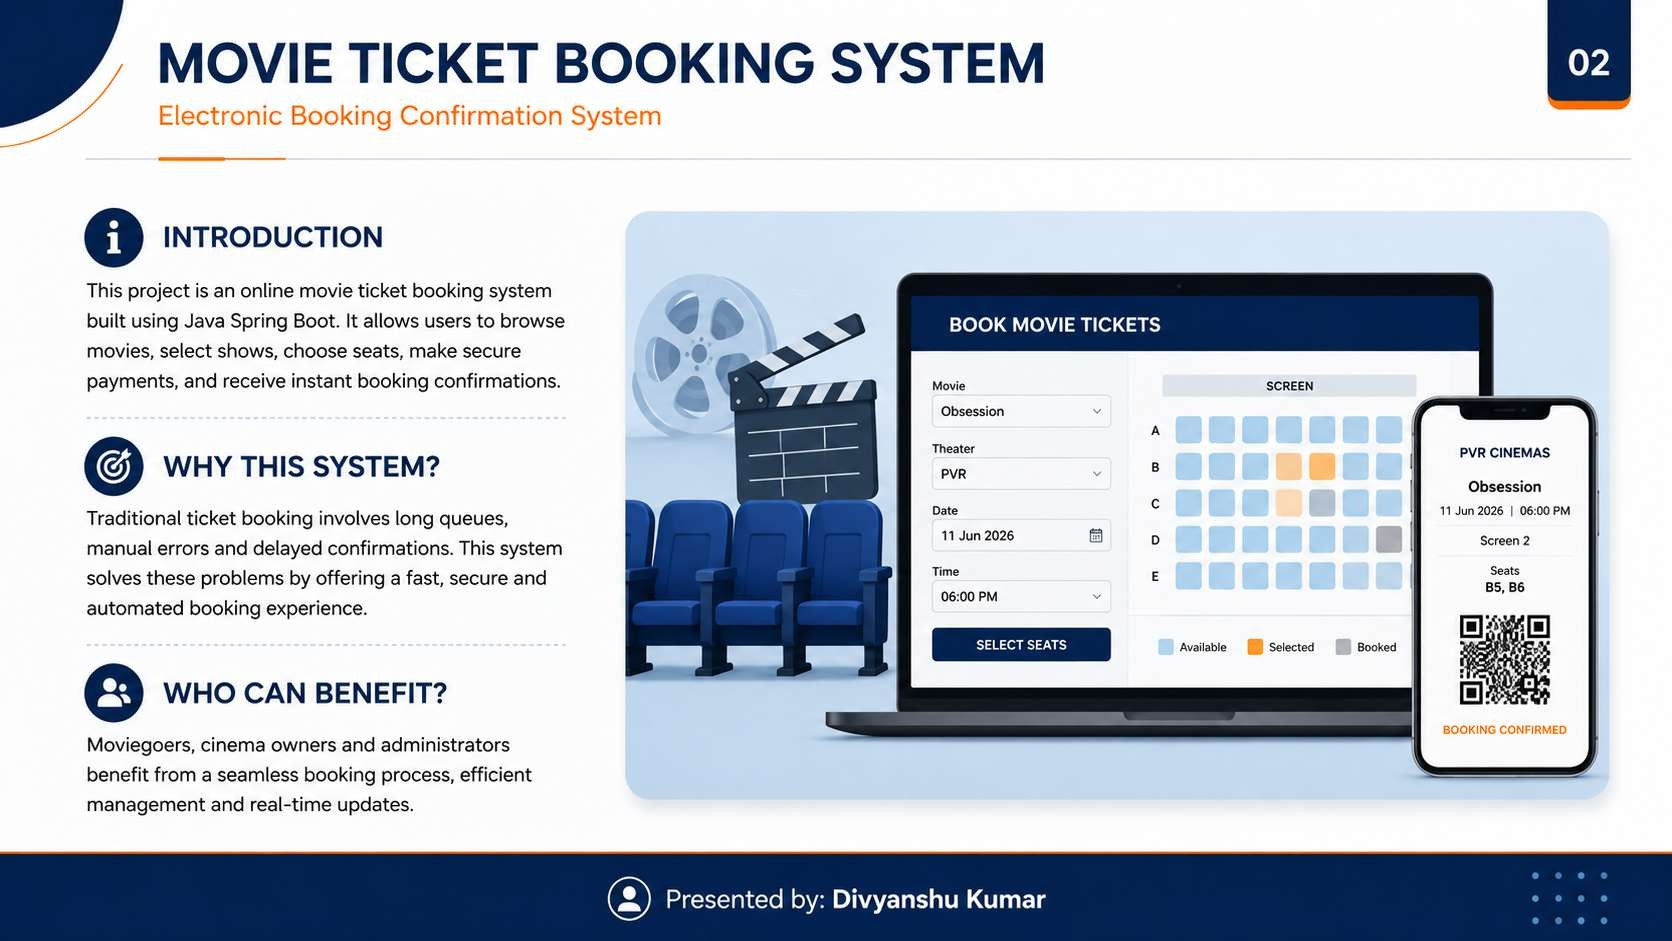 MOVIE TICKET BOOKING SYSTEM
Electronic Booking Confirmation System
02
INTRODUCTION
This project is an online movie ticket booking system
built using Java Spring Boot. It allows users to browse
movies, select shows, choose seats, make secure
payments, and receive instant booking confirmations.
WHY THIS SYSTEM?
Traditional ticket booking involves long queues,
manual errors and delayed confirmations. This system
solves these problems by offering a fast, secure and
automated booking experience.
WHO CAN BENEFIT?
Moviegoers, cinema owners and administrators
benefit from a seamless booking process, efficient
management and real-time updates.
BOOK MOVIE TICKETS
Movie
Obsession
Theater
PVR
Date
11 Jun 2026
Time
06:00 PM
SELECT SEATS
SCREEN
A
B
C
D
E
Available
Selected
Booked
PVR CINEMAS
Obsession
11 Jun 2026 | 06:00 PM
Screen 2
Seats
B5, B6
BOOKING CONFIRMED
Presented by: Divyanshu Kumar